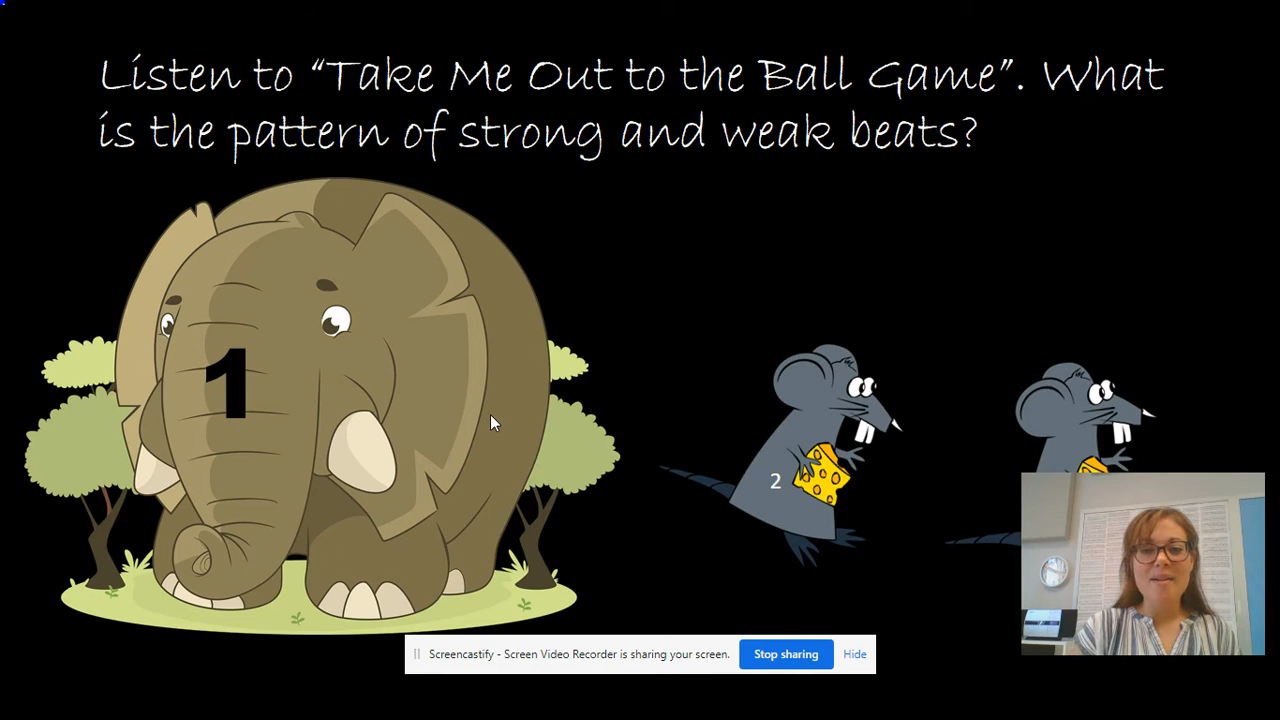 Listen to “Take Me Out to the Ball Game”. What
is the pattern of strong and weak beats?
1
2
Screencastify - Screen Video Recorder is sharing your screen.
Stop sharing
Hide